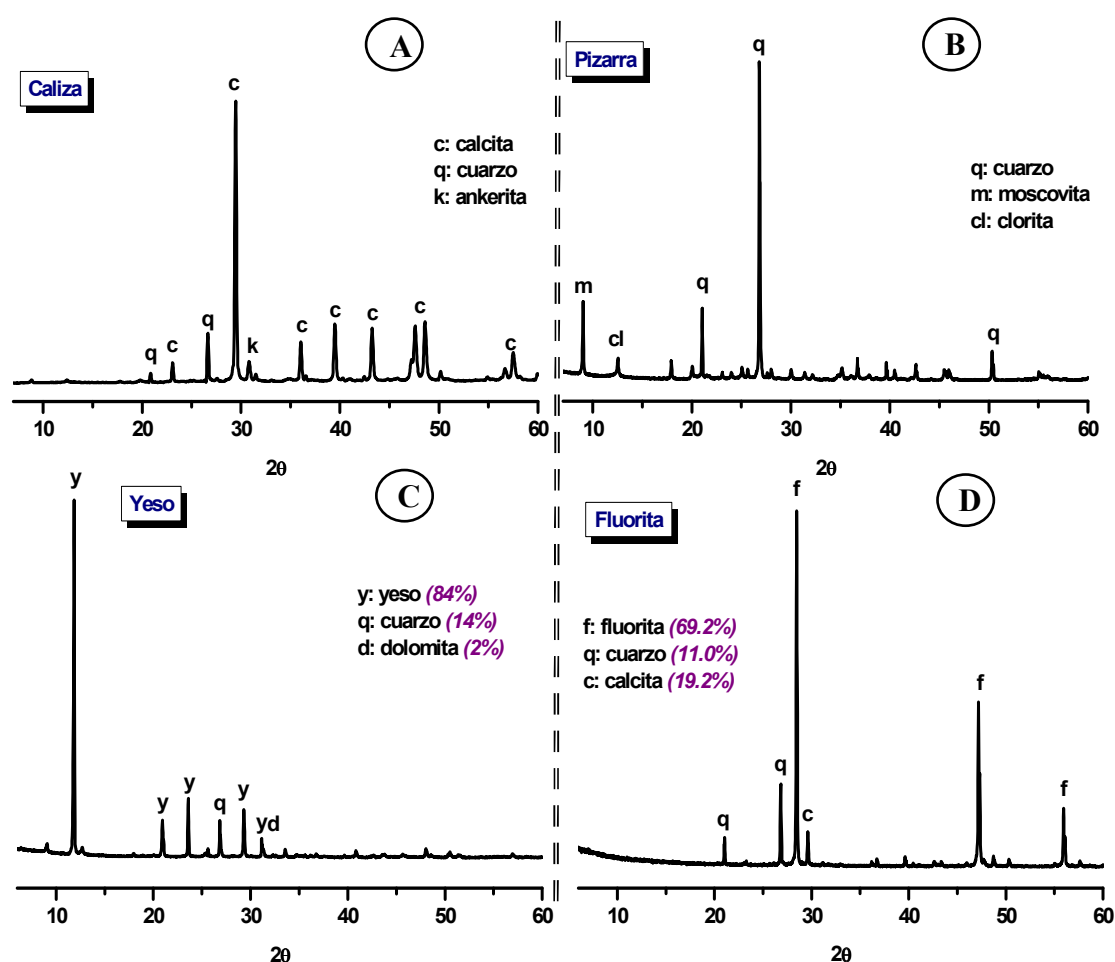 A
Caliza
c
c: calcita
q: cuarzo
k: ankerita
q
c
q
k
c
c
c
c
c
10
20
30
40
50
60
2θ
B
Pizarra
q
q: cuarzo
m: moscovita
cl: clorita
m
cl
q
q
10
20
30
40
50
60
2θ
C
Yeso
y
y: yeso (84%)
q: cuarzo (14%)
d: dolomita (2%)
y
y
q
y
yd
10
20
30
40
50
60
2θ
D
Fluorita
f
f: fluorita (69.2%)
q: cuarzo (11.0%)
c: calcita (19.2%)
q
q
c
f
f
10
20
30
40
50
60
2θ